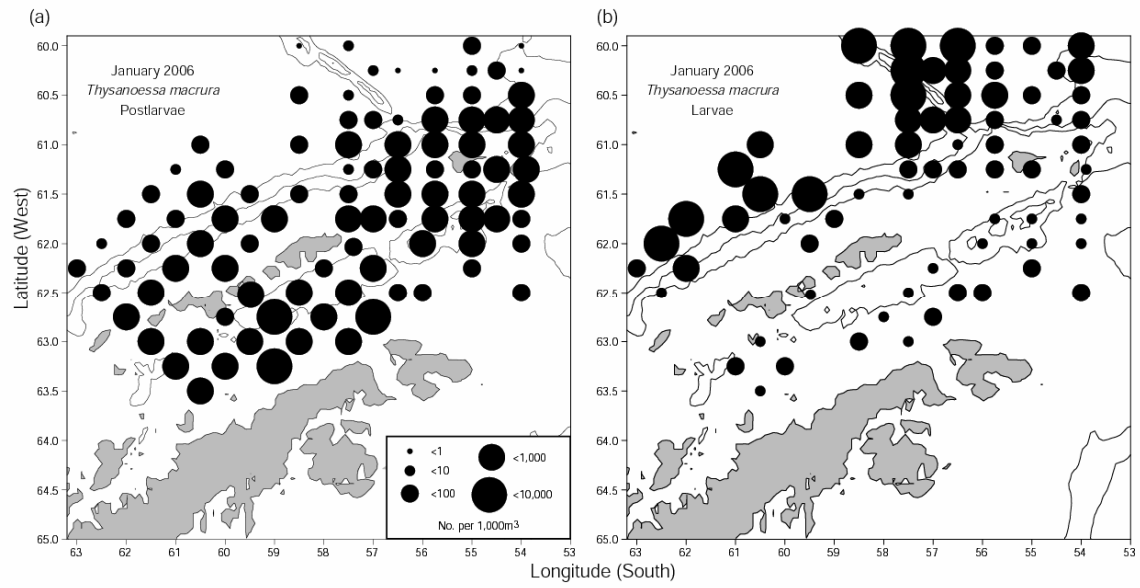 (a)
(b)
January 2006
Thysanoessa macrura
Postlarvae
January 2006
Thysanoessa macrura
Larvae
Latitude (West)
60.0
60.5
61.0
61.5
62.0
62.5
63.0
63.5
64.0
64.5
65.0
60.0
60.5
61.0
61.5
62.0
62.5
63.0
63.5
64.0
64.5
65.0
<1
<10
<100
<1,000
<10,000
No. per 1,000m³
63 62 61 60 59 58 57 56 55 54 53
63 62 61 60 59 58 57 56 55 54 53
Longitude (South)